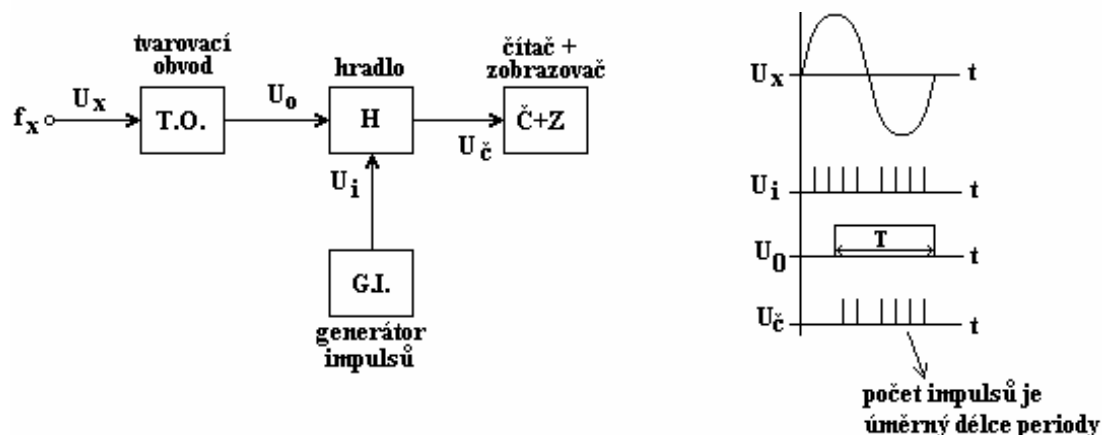 tvarovací
obvod
hradlo
čítač +
zobrazovač
f x
U x
T.O.
U o
H
U č
Č+Z
U i
G.I.
generátor
impulsů
U x
t
U i
t
U 0
T
t
U č
t
počet impulsů je
úměrný délce periody